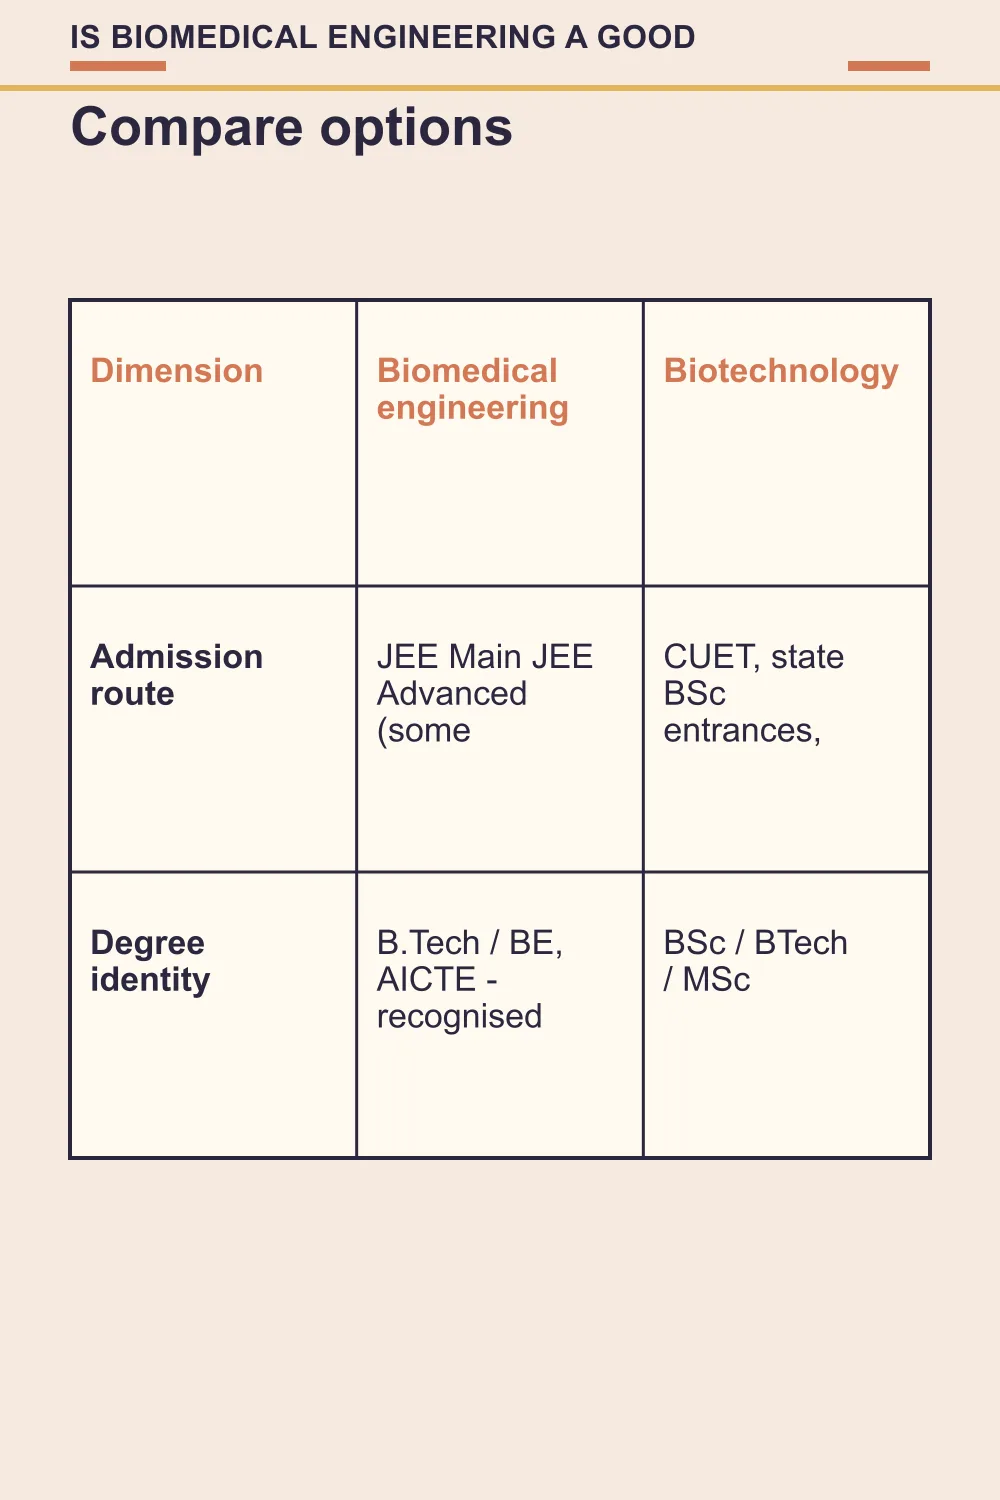 IS BIOMEDICAL ENGINEERING A GOOD
Compare options
Dimension
Biomedical
engineering
Biotechnology
Admission
route
JEE Main JEE
Advanced
(some
CUET, state
BSc
entrances,
Degree
identity
B.Tech / BE,
AICTE -
recognised
BSc / BTech
/ MSc